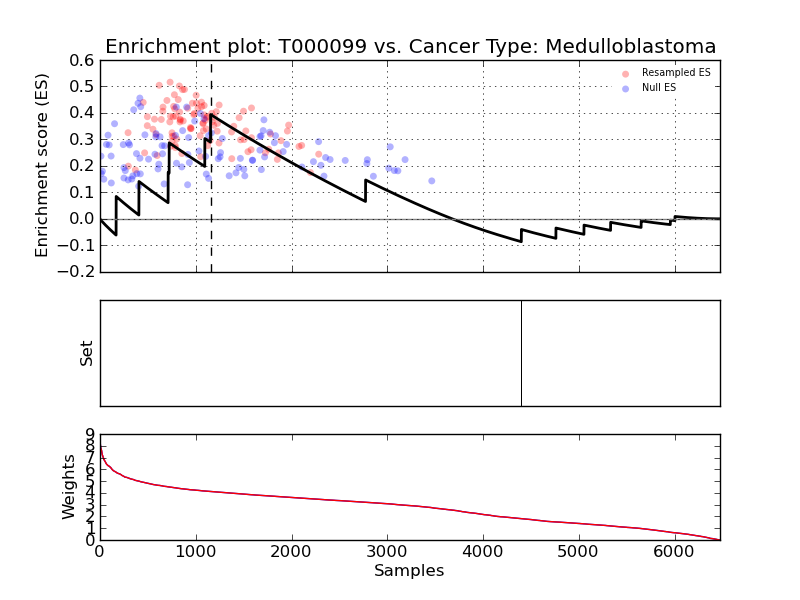 Enrichment plot: T000099 vs. Cancer Type: Medulloblastoma
Enrichment score (ES)
0.6
0.5
0.4
0.3
0.2
0.1
0.0
−0.1
−0.2
Resampled ES
Null ES
Set
Weights
9
8
7
6
5
4
3
2
1
0
0 1000 2000 3000 4000 5000 6000
Samples